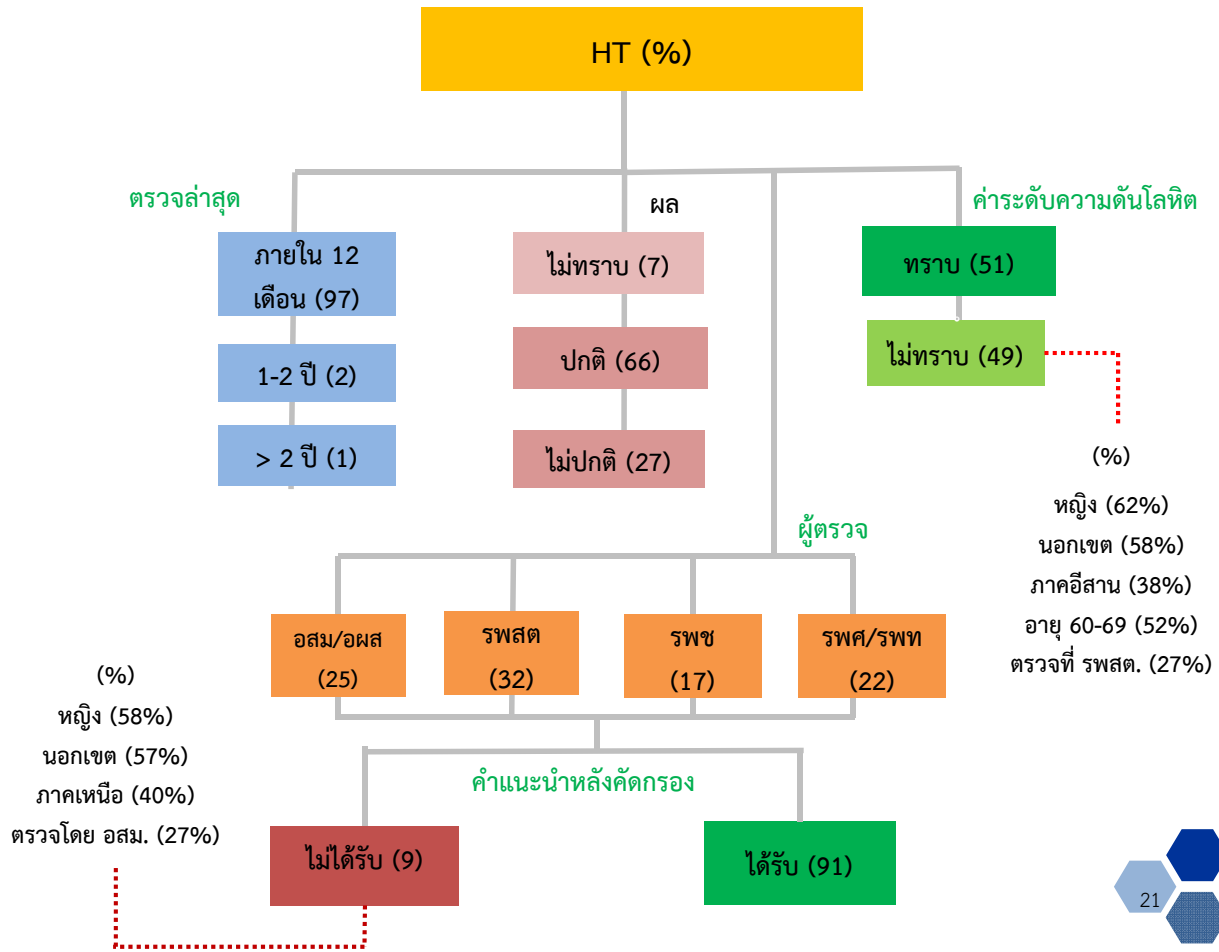 HT (%)
ตรวจล่าสุด
ภายใน 12
เดือน (97)
1-2 ปี (2)
> 2 ปี (1)
ผล
ไม่ทราบ (7)
ปกติ (66)
ไม่ปกติ (27)
ค่าระดับความดันโลหิต
ทราบ (51)
ไม่ทราบ (49)
(%)
หญิง (62%)
นอกเขต (58%)
ภาคอีสาน (38%)
อายุ 60-69 (52%)
ตรวจที่ รพสต. (27%)
ผู้ตรวจ
อสม/อผส
(25)
รพสต
(32)
รพช
(17)
รพศ/รพท
(22)
(%)
หญิง (58%)
นอกเขต (57%)
ภาคเหนือ (40%)
ตรวจโดย อสม. (27%)
คำแนะนำหลังคัดกรอง
ไม่ได้รับ (9)
ได้รับ (91)
21